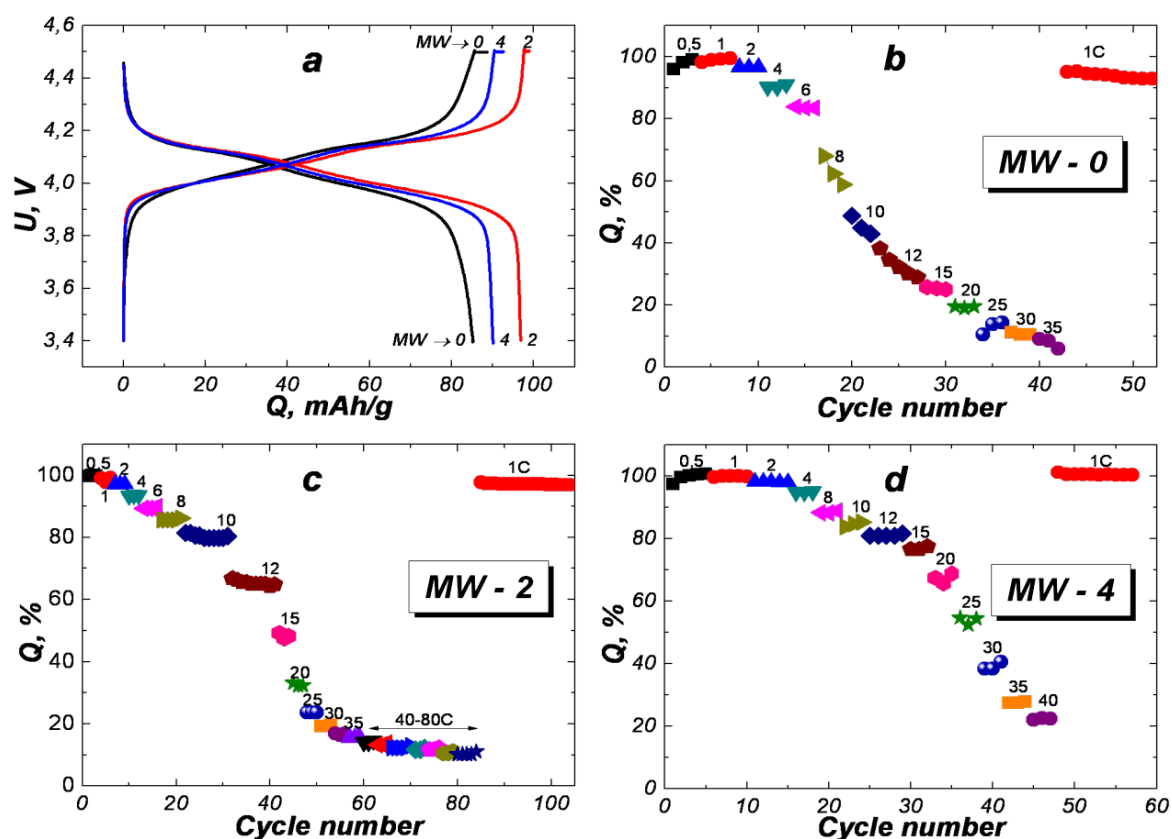 4,6
4,4
4,2
4,0
3,8
3,6
3,4
U, V
MW → 0 4 2
a
MW → 0 4 2
0 20 40 60 80 100
Q, mAh/g
100
80
60
40
20
0
Q, %
0,5 1 2
4
6
8
10
12
15
20
25
30
35
1C
b
MW - 0
0 10 20 30 40 50
Cycle number
100
80
60
40
20
0
Q, %
0,5
1
2
4
6
8
10
12
15
20
25
30
35
40-80C
1C
c
MW - 2
0 20 40 60 80 100
Cycle number
100
80
60
40
20
0
Q, %
0,5 1 2
4
8
10
12
15
20
25
30
35
40
1C
d
MW - 4
0 10 20 30 40 50 60
Cycle number